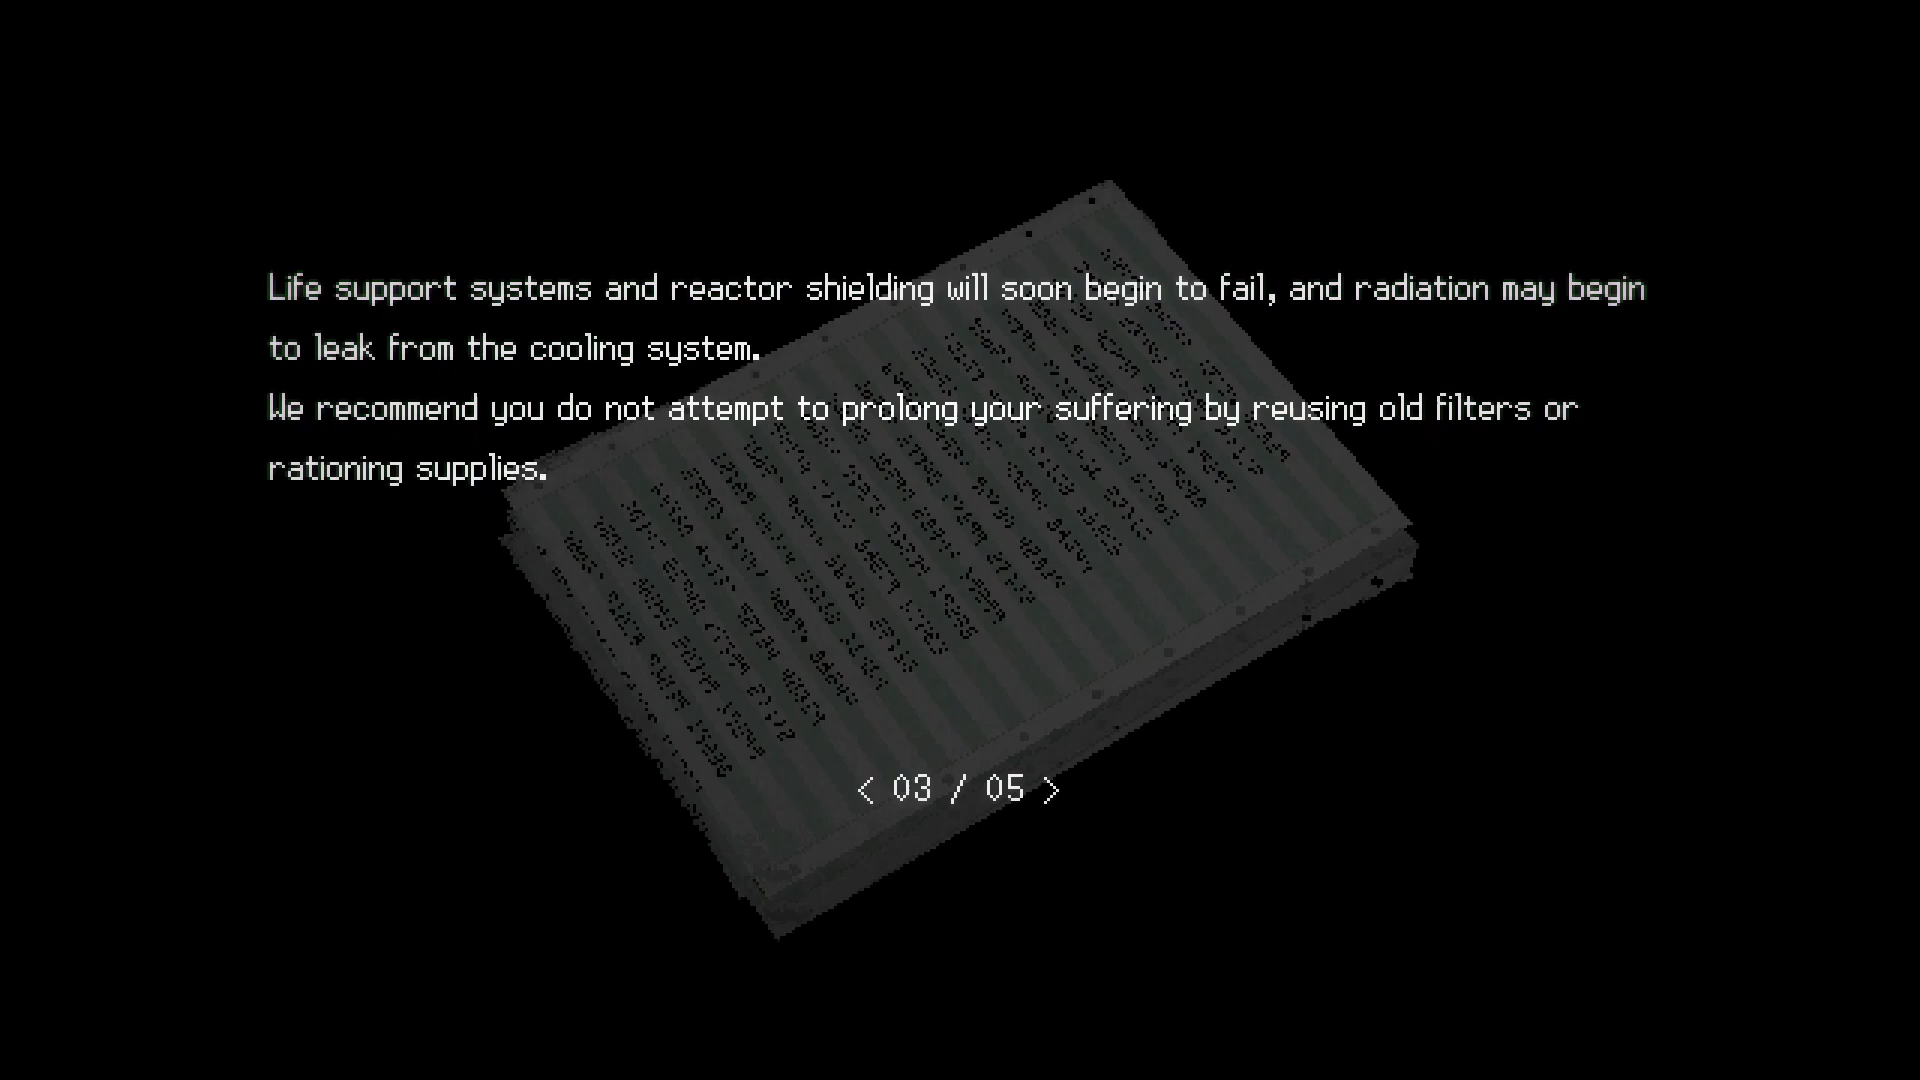 Life support systems and reactor shielding will soon begin to fail, and radiation may begin
to leak from the cooling system.
We recommend you do not attempt to prolong your suffering by reusing old filters or
rationing supplies.
< 03 / 05 >